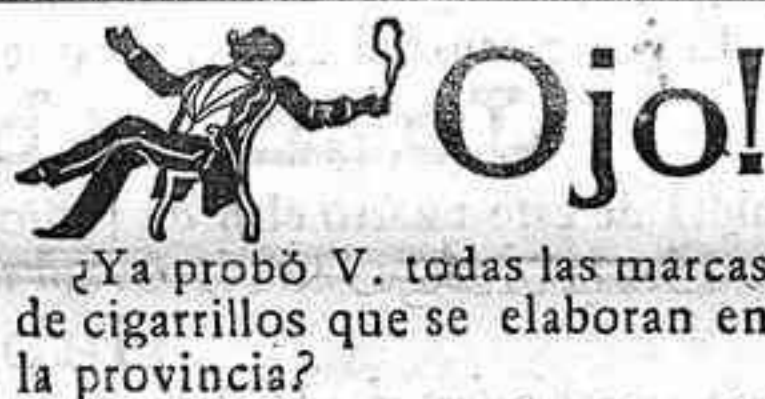 Ojo!
¿Ya probó V. todas las marcas
de cigarrillos que se elaboran en
la provincia?